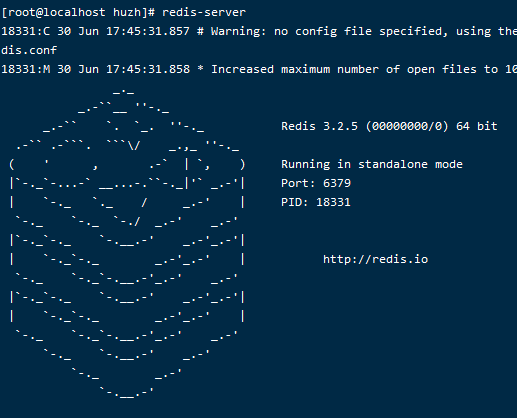 [root@localhost huzh]# redis-server
18331:C 30 Jun 17:45:31.857 # Warning: no config file specified, using the
dis.conf
18331:M 30 Jun 17:45:31.858 * Increased maximum number of open files to 10
Redis 3.2.5 (00000000/0) 64 bit
Running in standalone mode
Port: 6379
PID: 18331
http://redis.io